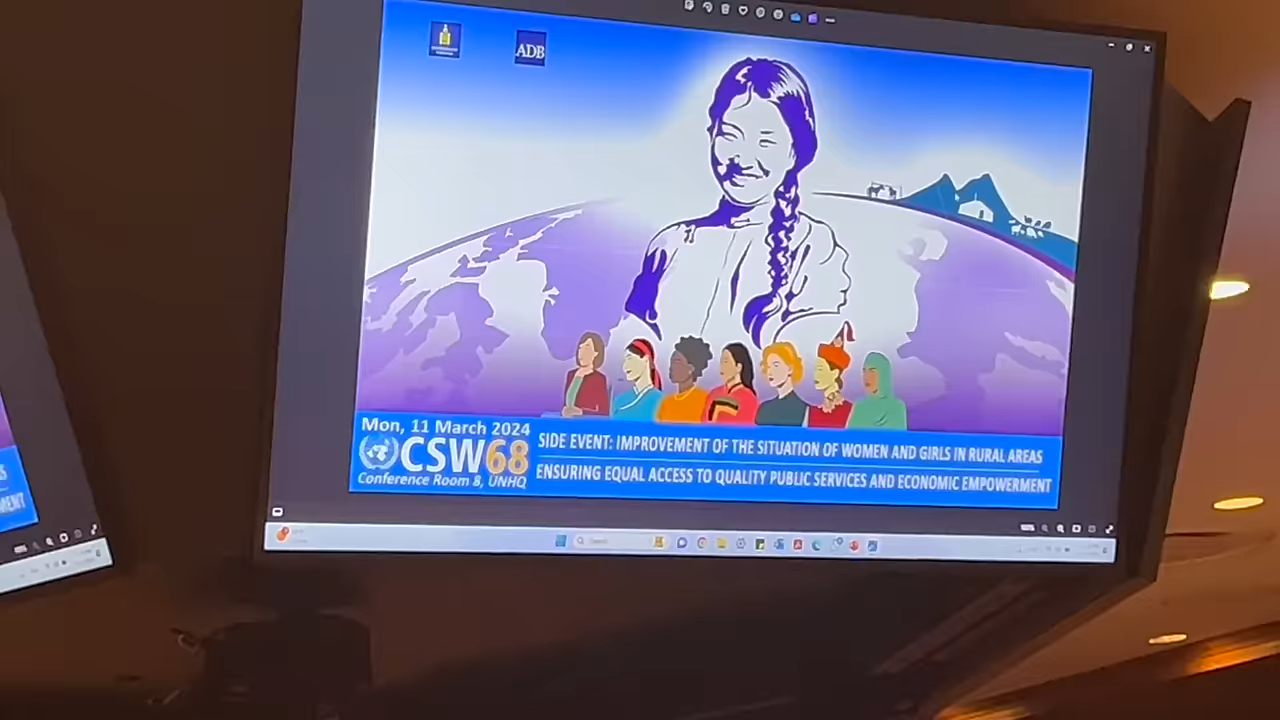 ADB
Mon, 11 March 2024
CSW68
Conference Room 8, UNHQ
SIDE EVENT: IMPROVEMENT OF THE SITUATION OF WOMEN AND GIRLS IN RURAL AREAS
ENSURING EQUAL ACCESS TO QUALITY PUBLIC SERVICES AND ECONOMIC EMPOWERMENT
Search